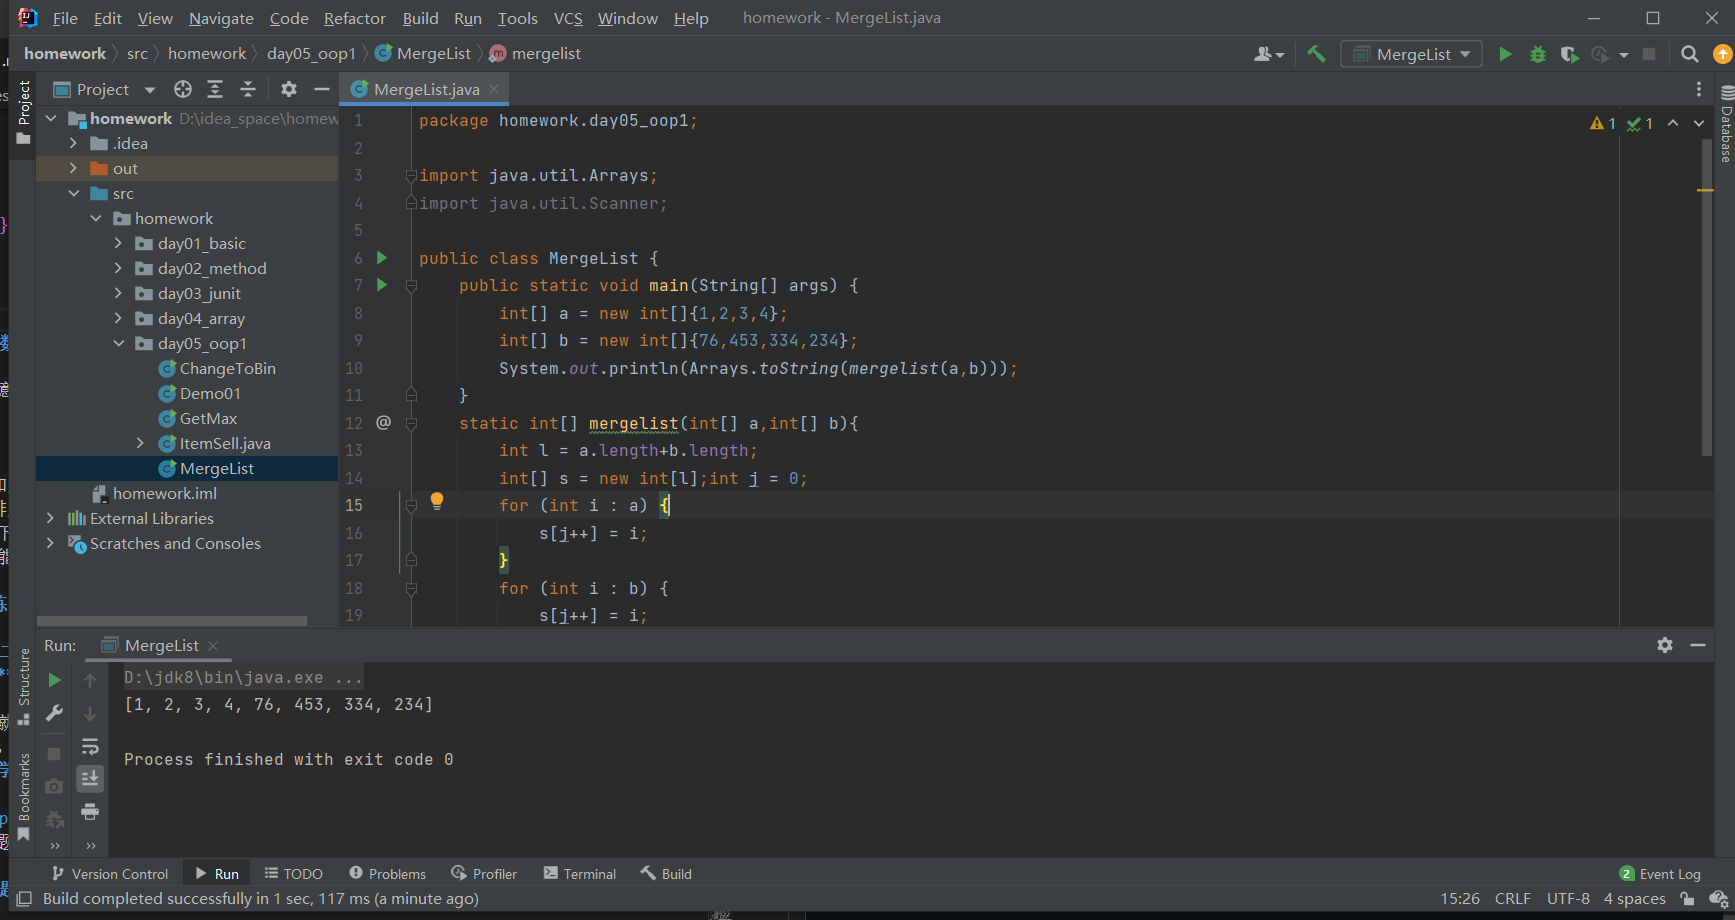 File Edit View Navigate Code Refactor Build Run Tools VCS Window Help homework - MergeList.java
homework src homework day05_oop1 MergeList mergelist MergeList
Project MergeList.java
Project
homework D:\idea_space\homew
.idea
out
src
homework
day01_basic
day02_method
day03_junit
day04_array
day05_oop1
ChangeToBin
Demo01
GetMax
ItemSell.java
MergeList
homework.iml
External Libraries
Scratches and Consoles
1 package homework.day05_oop1;
2
3 import java.util.Arrays;
4 import java.util.Scanner;
5
6 public class MergeList {
7 public static void main(String[] args) {
8 int[] a = new int[]{1,2,3,4};
9 int[] b = new int[]{76,453,334,234};
10 System.out.println(Arrays.toString(mergelist(a,b)));
11 }
12 @ static int[] mergelist(int[] a,int[] b){
13 int l = a.length+b.length;
14 int[] s = new int[l];int j = 0;
15 for (int i : a) {
16 s[j++] = i;
17 }
18 for (int i : b) {
19 s[j++] = i;
1 1
Database
Run: MergeList
D:\jdk8\bin\java.exe ...
[1, 2, 3, 4, 76, 453, 334, 234]
Process finished with exit code 0
Structure
Bookmarks
Version Control Run TODO Problems Profiler Terminal Build 2 Event Log
Build completed successfully in 1 sec, 117 ms (a minute ago) 15:26 CRLF UTF-8 4 spaces